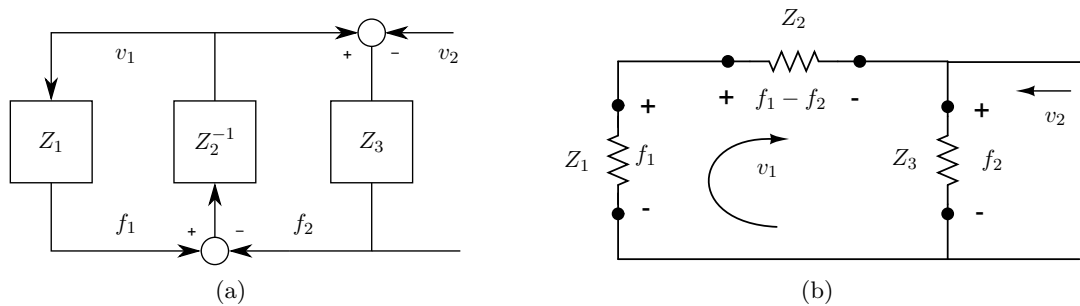 v₁
+
−
v₂
Z₁
Z₂⁻¹
Z₃
f₁
+
−
f₂
(a)
Z₂
+
f₁ − f₂
-
+
Z₁
f₁
-
v₁
+
Z₃
f₂
-
v₂
(b)